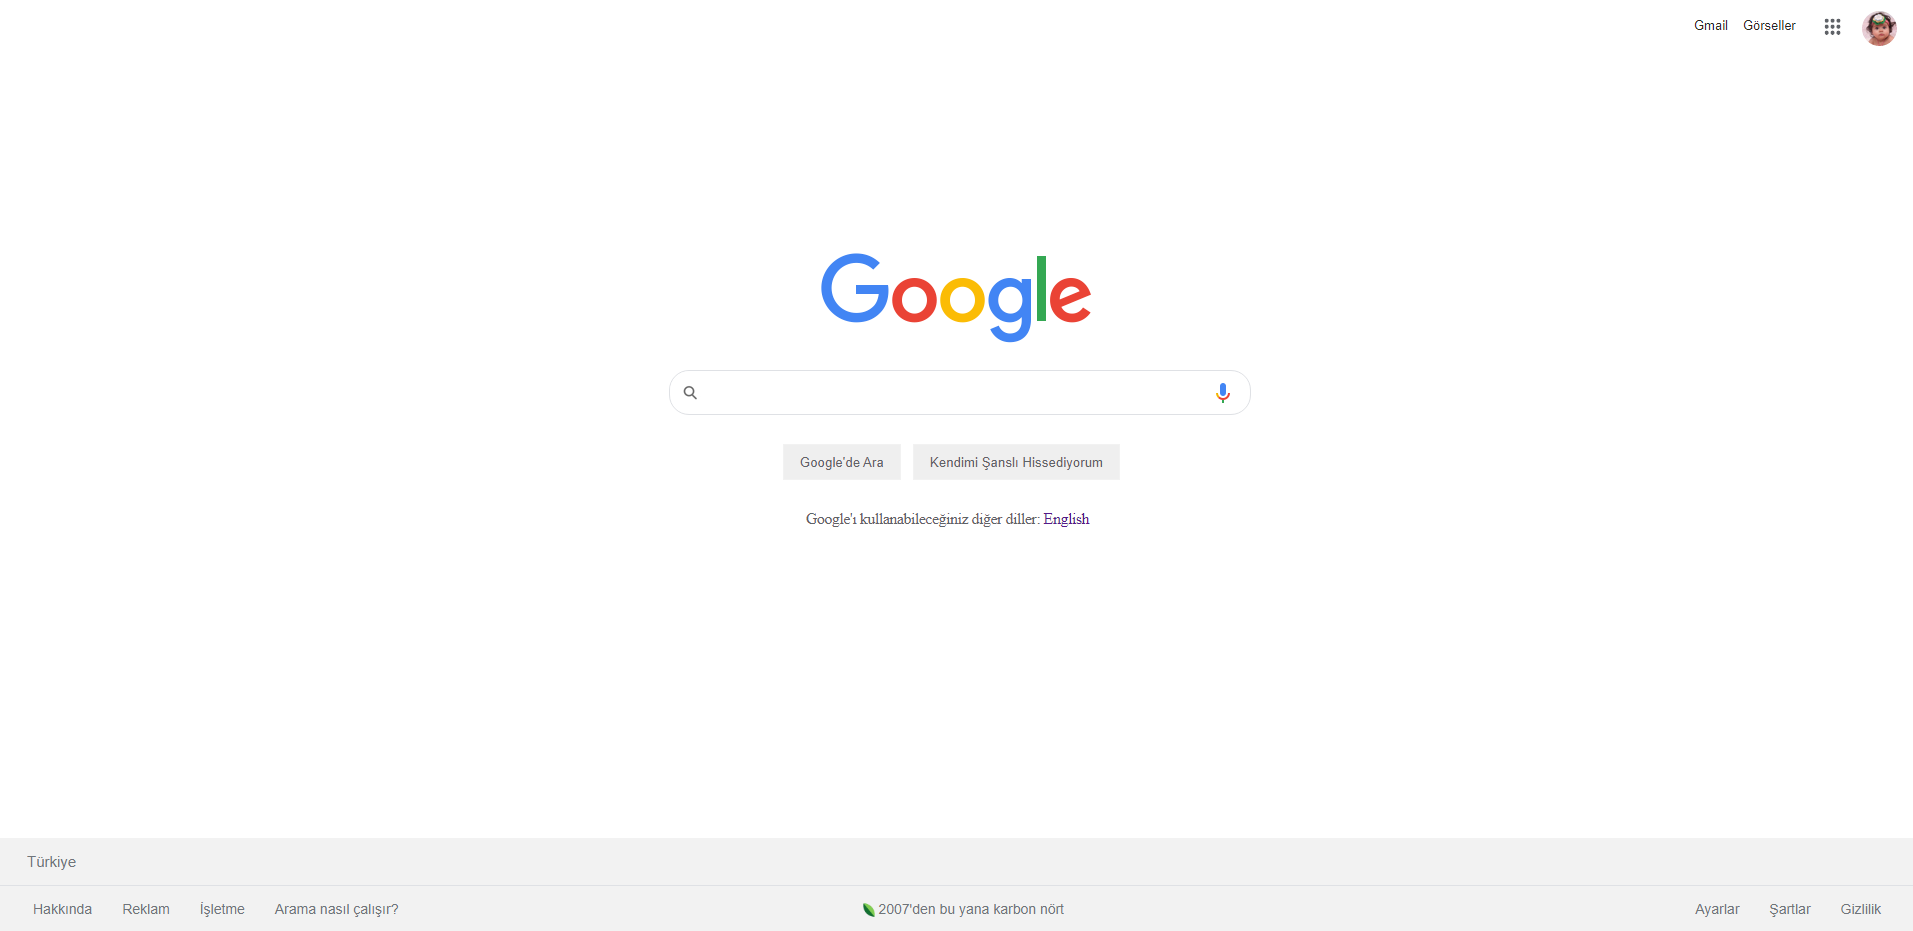 Gmail Görseller
Google
Google'de Ara Kendimi Şanslı Hissediyorum
Google'ı kullanabileceğiniz diğer diller: English
Türkiye
Hakkında Reklam İşletme Arama nasıl çalışır? 2007'den bu yana karbon nört Ayarlar Şartlar Gizlilik